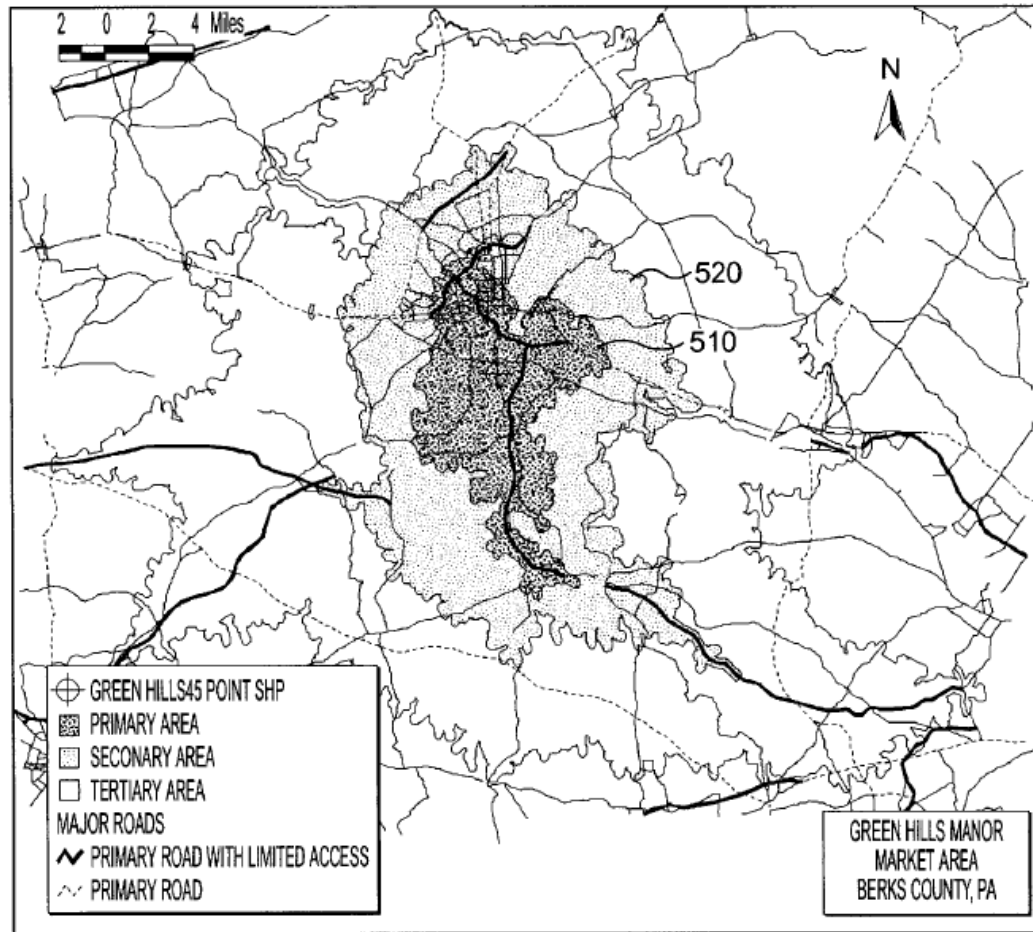 2 0 2 4 Miles
N
520
510
GREEN HILLS45 POINT SHP
PRIMARY AREA
SECONARY AREA
TERTIARY AREA
MAJOR ROADS
PRIMARY ROAD WITH LIMITED ACCESS
PRIMARY ROAD
GREEN HILLS MANOR
MARKET AREA
BERKS COUNTY, PA